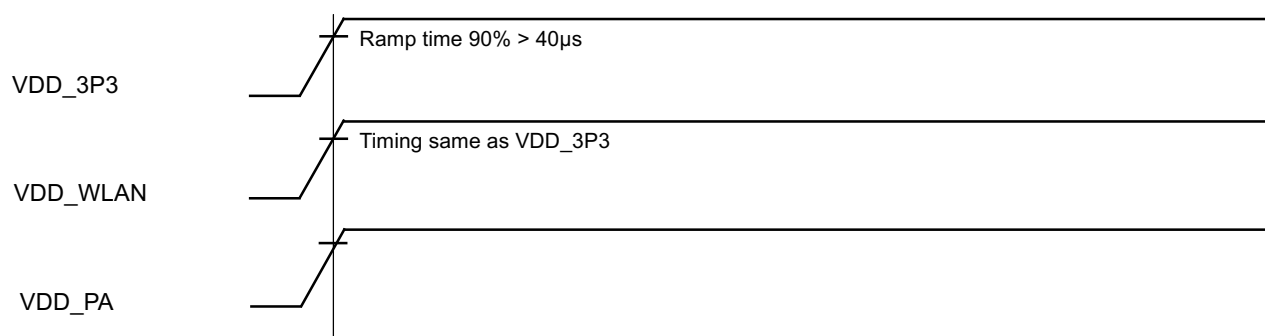 Ramp time 90% > 40µs
VDD_3P3
Timing same as VDD_3P3
VDD_WLAN
VDD_PA